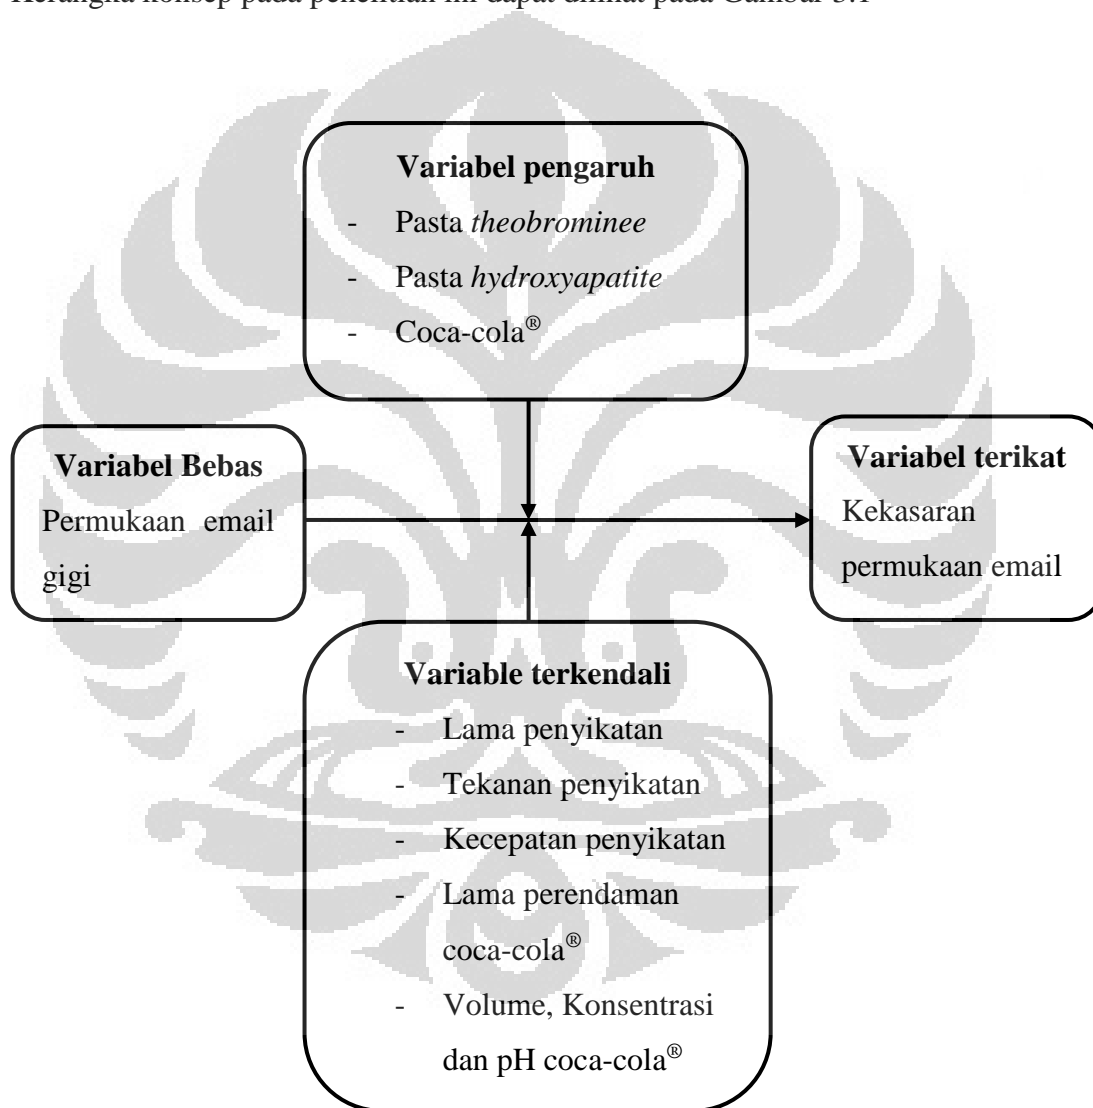 Kerangka konsep pada penelitian ini dapat dilihat pada Gambar 3.1
Variabel pengaruh
- Pasta theobrominee
- Pasta hydroxyapatite
- Coca-cola®
Variabel Bebas
Permukaan email
gigi
Variabel terikat
Kekasaran
permukaan email
Variable terkendali
- Lama penyikatan
- Tekanan penyikatan
- Kecepatan penyikatan
- Lama perendaman
coca-cola®
- Volume, Konsentrasi
dan pH coca-cola®